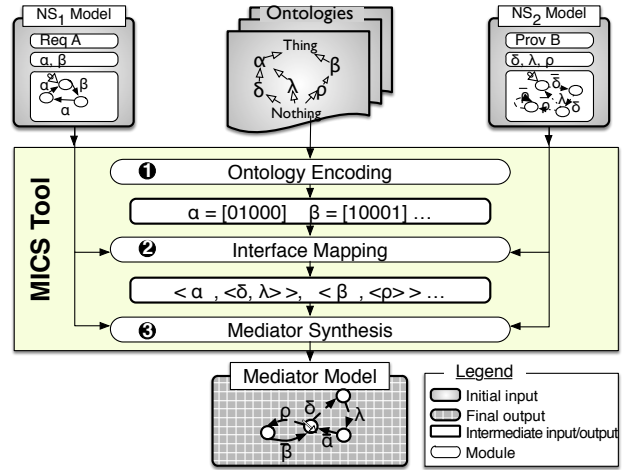 NS1 Model
Req A
α, β
α β
α
Ontologies
Thing
α β
δ λ ρ
Nothing
NS2 Model
Prov B
δ, λ, ρ
δ̄
ρ̄ ρ̄ λ̄ δ̄
MICS Tool
❶ Ontology Encoding
α = [01000] β = [10001] ...
❷ Interface Mapping
< α , <δ, λ> >, < β , <ρ> > ...
❸ Mediator Synthesis
Mediator Model
ρ δ λ
β̄ ᾱ
Legend
Initial input
Final output
Intermediate input/output
Module